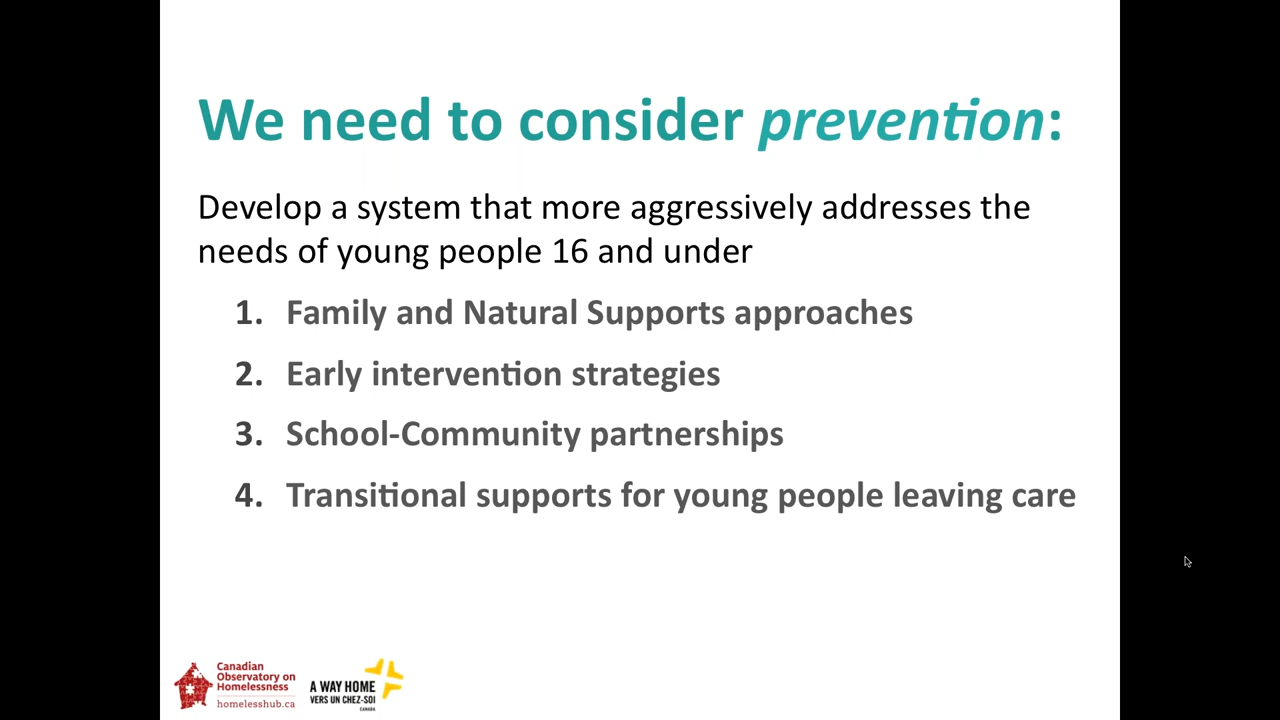 We need to consider prevention:
Develop a system that more aggressively addresses the
needs of young people 16 and under
1. Family and Natural Supports approaches
2. Early intervention strategies
3. School-Community partnerships
4. Transitional supports for young people leaving care
Canadian
Observatory on
Homelessness
homelesshub.ca
A WAY HOME
VERS UN CHEZ-SOI
CANADA